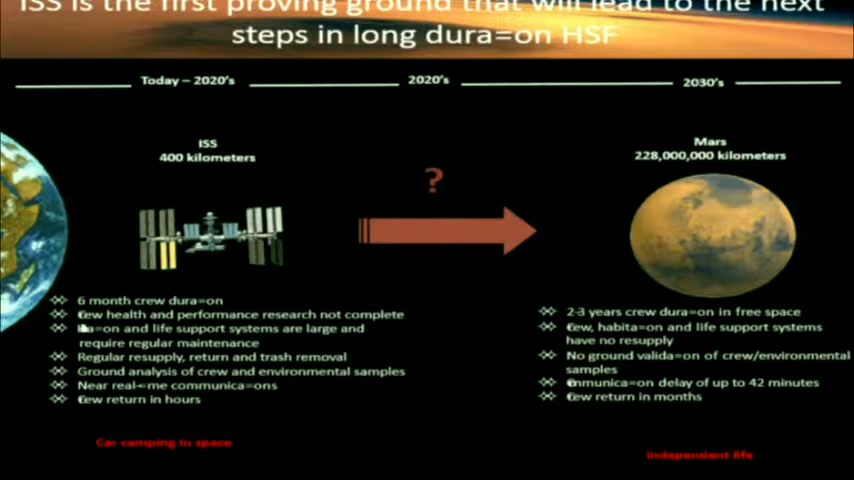 ISS is the first proving ground that will lead to the next
steps in long dura=on HSF
Today – 2020's
2020's
2030's
ISS
400 kilometers
?
Mars
228,000,000 kilometers
6 month crew dura=on
Crew health and performance research not complete
and life support systems are large and
require regular maintenance
Regular resupply, return and trash removal
Ground analysis of crew and environmental samples
Near real-=me communica=ons
Crew return in hours
Car camping in space
2-3 years crew dura=on in free space
Crew, habita=on and life support systems
have no resupply
No ground valida=on of crew/environmental
samples
Communica=on delay of up to 42 minutes
Crew return in months
Independent life